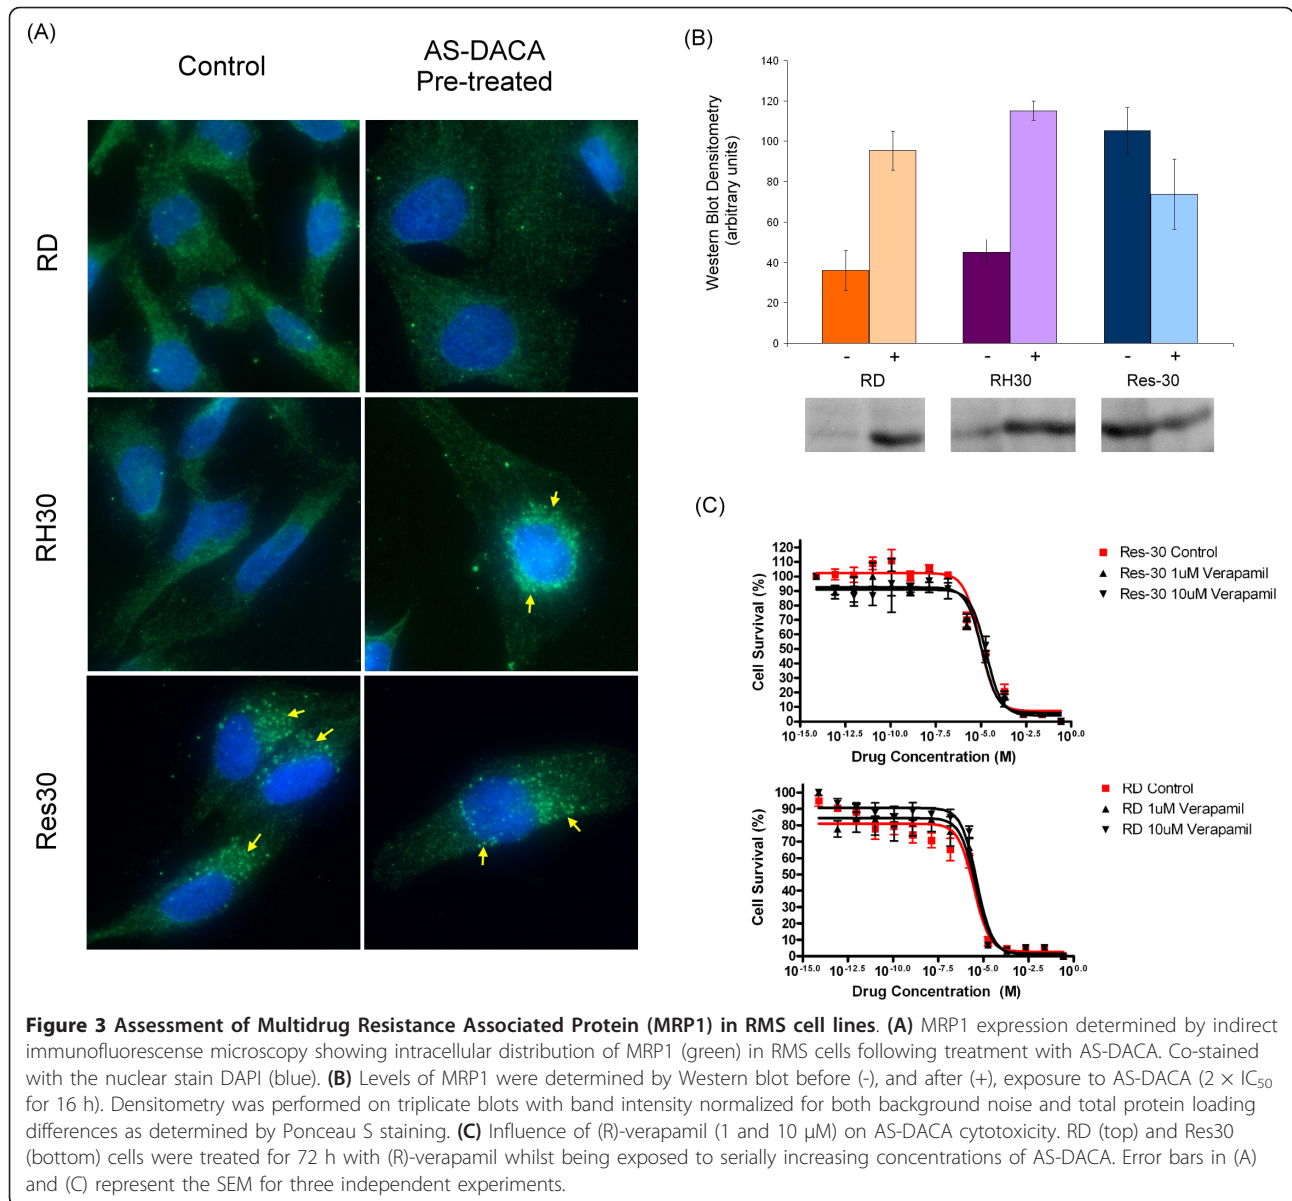 (A)
Control
AS-DACA
Pre-treated
RD
RH30
Res30
(B)
Western Blot Densitometry
(arbitrary units)
140
120
100
80
60
40
20
0
- + - + - +
RD RH30 Res-30
(C)
Cell Survival (%)
120
110
100
90
80
70
60
50
40
30
20
10
0
10^-15.0 10^-12.5 10^-10.0 10^-7.5 10^-5.0 10^-2.5 10^0.0
Drug Concentration (M)
Res-30 Control
Res-30 1uM Verapamil
Res-30 10uM Verapamil
Cell Survival (%)
100
90
80
70
60
50
40
30
20
10
0
10^-15.0 10^-12.5 10^-10.0 10^-7.5 10^-5.0 10^-2.5 10^0.0
Drug Concentration (M)
RD Control
RD 1uM Verapamil
RD 10uM Verapamil
Figure 3 Assessment of Multidrug Resistance Associated Protein (MRP1) in RMS cell lines. (A) MRP1 expression determined by indirect
immunofluorescense microscopy showing intracellular distribution of MRP1 (green) in RMS cells following treatment with AS-DACA. Co-stained
with the nuclear stain DAPI (blue). (B) Levels of MRP1 were determined by Western blot before (-), and after (+), exposure to AS-DACA (2 × IC50
for 16 h). Densitometry was performed on triplicate blots with band intensity normalized for both background noise and total protein loading
differences as determined by Ponceau S staining. (C) Influence of (R)-verapamil (1 and 10 μM) on AS-DACA cytotoxicity. RD (top) and Res30
(bottom) cells were treated for 72 h with (R)-verapamil whilst being exposed to serially increasing concentrations of AS-DACA. Error bars in (A)
and (C) represent the SEM for three independent experiments.